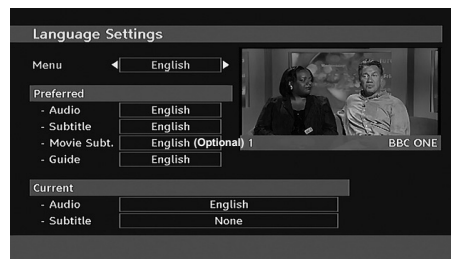 Language Settings
Menu English
Preferred
- Audio English
- Subtitle English
- Movie Subt. English (Optional) 1 BBC ONE
- Guide English
Current
- Audio English
- Subtitle None